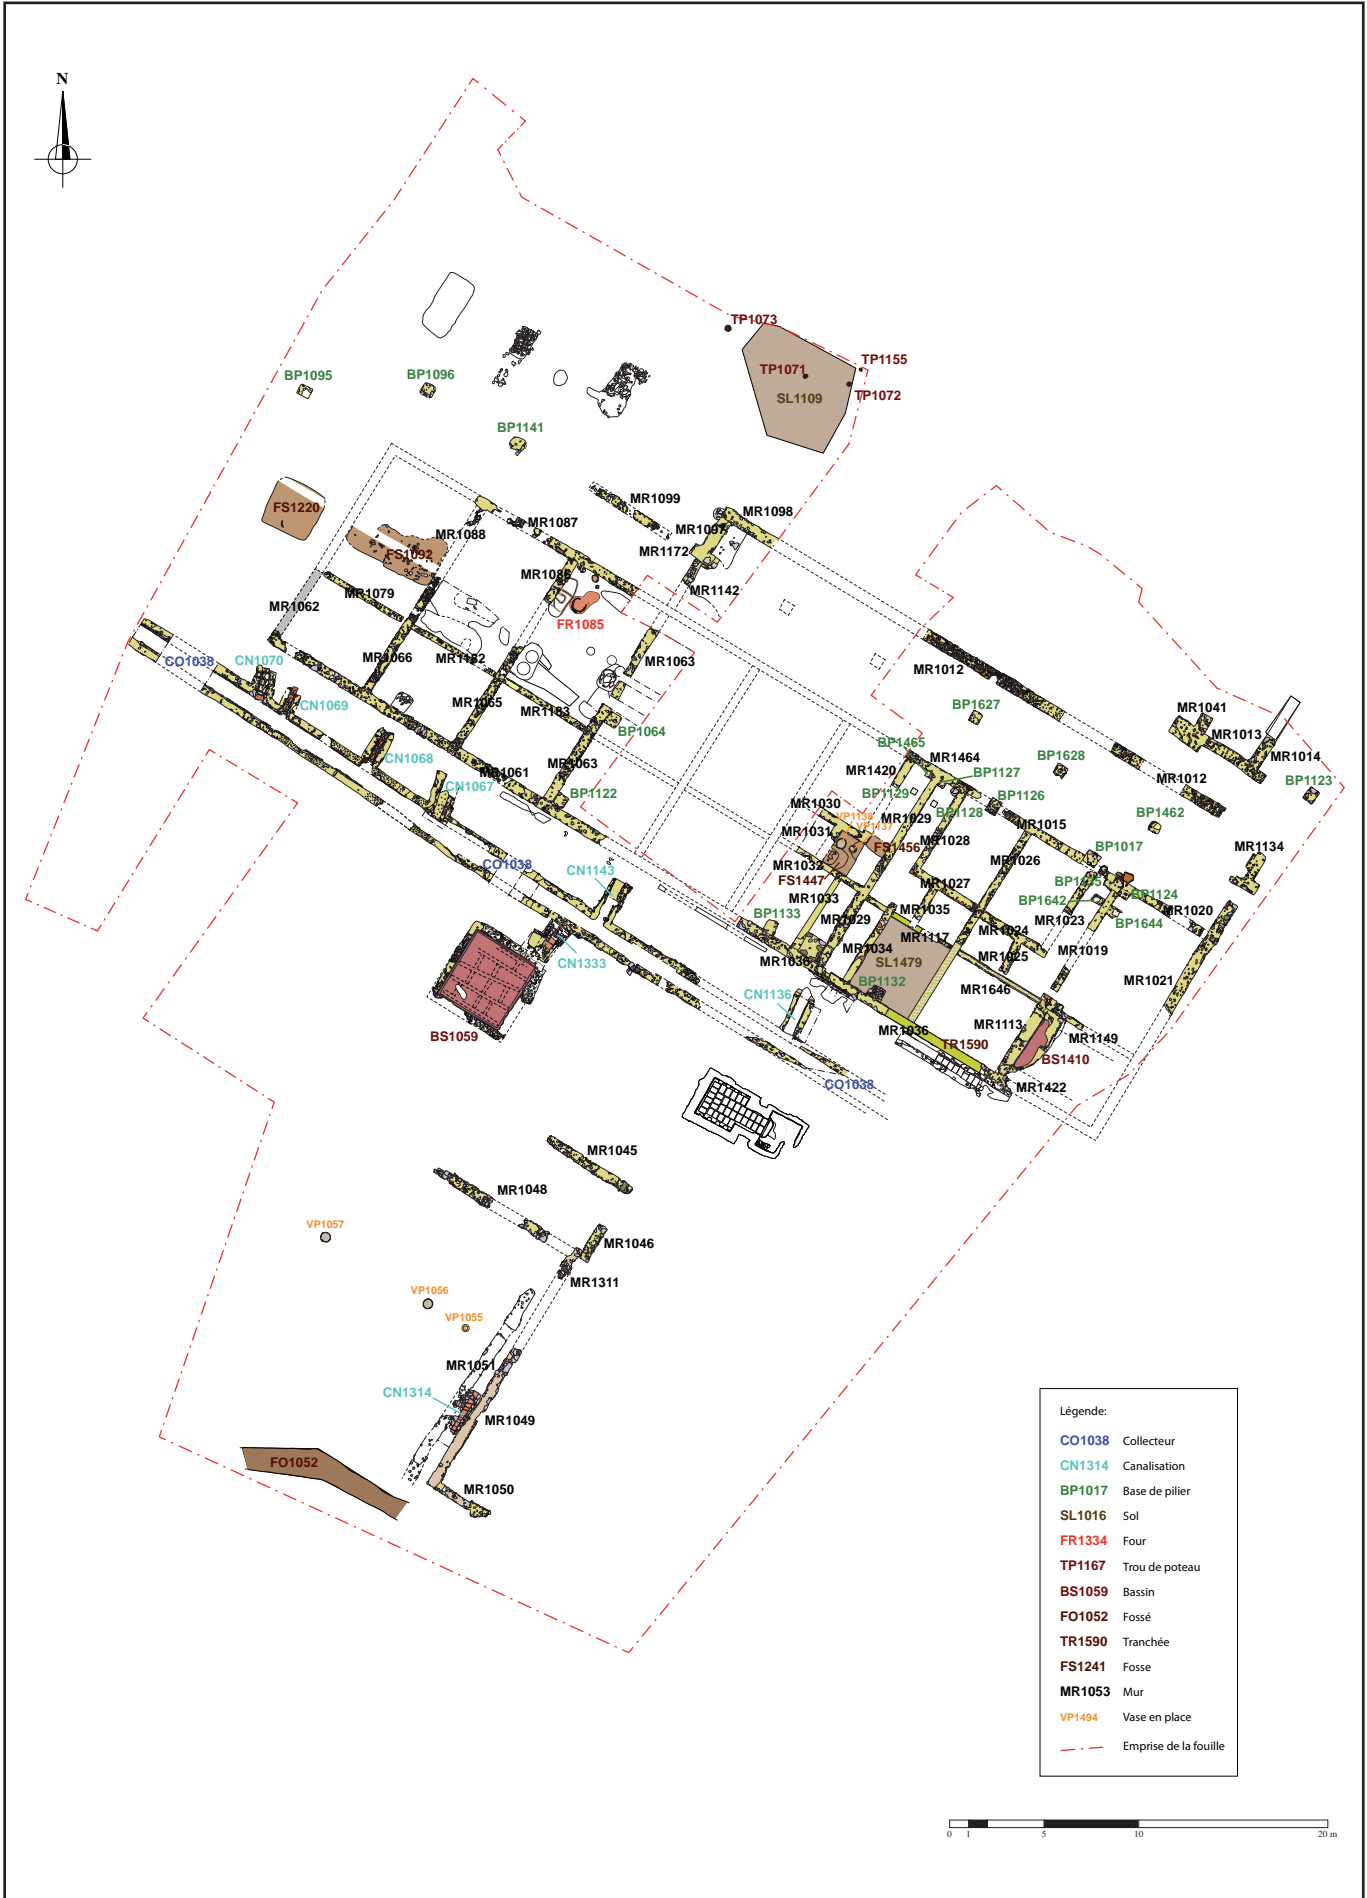 N
TP1073
TP1155
TP1071
TP1072
SL1109
BP1095
BP1096
BP1141
MR1099
MR1098
FS1220
MR1097
MR1087
MR1088
MR1172
FS1092
MR1086
MR1142
MR1079
MR1062
FR1085
CO1038
CN1070
MR1066
MR1182
MR1063
MR1012
CN1069
MR1065
MR1183
BP1627
MR1041
BP1064
MR1013
BP1465
MR1464
MR1014
CN1068
MR1063
MR1420
BP1628
BP1127
MR1061
MR1012
BP1123
CN1067
BP1129
BP1122
BP1126
MR1030
BP1128
BP1462
VP1138
MR1029
VP1137
MR1015
MR1031
MR1028
FS1456
BP1017
MR1134
CO1038
MR1032
MR1026
CN1143
FS1447
MR1027
BP1124
MR1033
BP1642
MR1035
BP1133
MR1029
MR1023
BP1644
MR1020
MR1024
MR1117
MR1034
MR1019
MR1025
CN1333
MR1036
SL1479
MR1021
BP1132
MR1646
CN1136
MR1036
MR1113
BS1059
MR1149
TR1590
BS1410
CO1038
MR1422
MR1045
MR1048
VP1057
MR1046
MR1311
VP1056
VP1055
MR1051
CN1314
MR1049
FO1052
MR1050
Légende:
CO1038 Collecteur
CN1314 Canalisation
BP1017 Base de pilier
SL1016 Sol
FR1334 Four
TP1167 Trou de poteau
BS1059 Bassin
FO1052 Fossé
TR1590 Tranchée
FS1241 Fosse
MR1053 Mur
VP1494 Vase en place
Emprise de la fouille
0 1 5 10 20 m